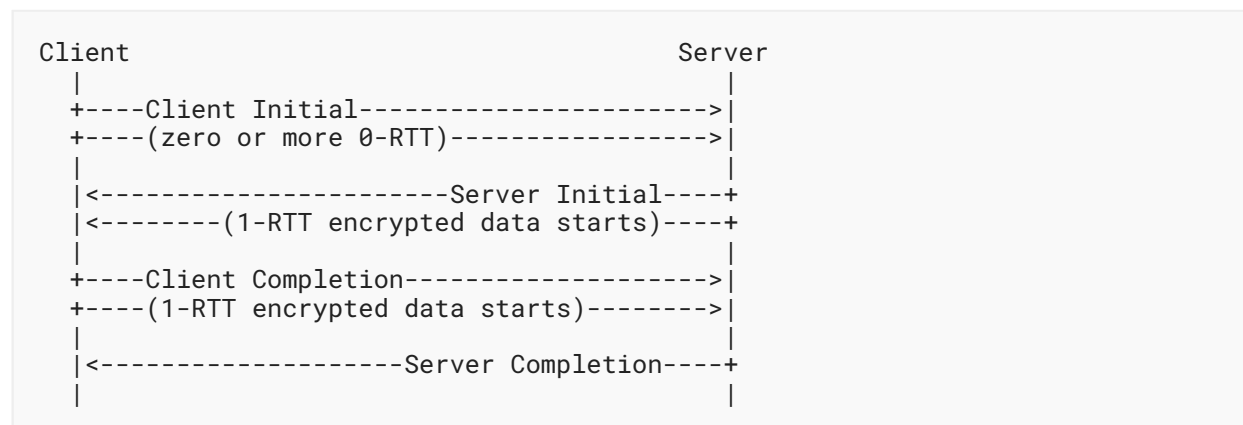 Client                                    Server
  |                                          |
  +----Client Initial----------------------->|
  +----(zero or more 0-RTT)----------------->|
  |                                          |
  |<-----------------------Server Initial----+
  |<--------(1-RTT encrypted data starts)----+
  |                                          |
  +----Client Completion-------------------->|
  +----(1-RTT encrypted data starts)-------->|
  |                                          |
  |<--------------------Server Completion----+
  |                                          |